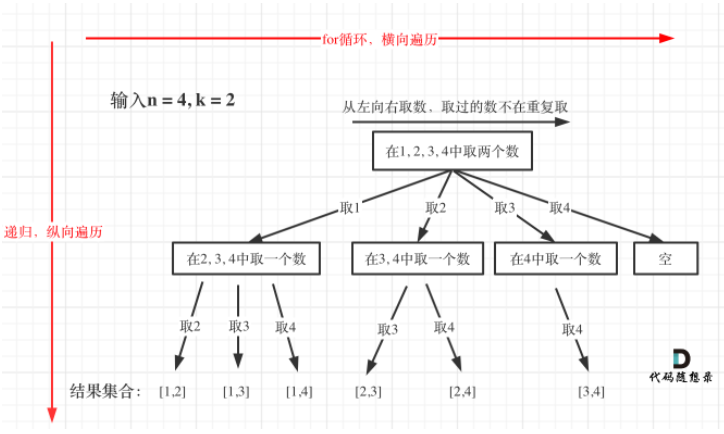 for循环，横向遍历
输入n = 4, k = 2
从左向右取数，取过的数不在重复取
在1, 2, 3, 4中取两个数
取1 取2 取3 取4
递归，纵向遍历
在2, 3, 4中取一个数 在3, 4中取一个数 在4中取一个数 空
取2 取3 取4 取3 取4 取4
代码随想录
结果集合： [1,2] [1,3] [1,4] [2,3] [2,4] [3,4]